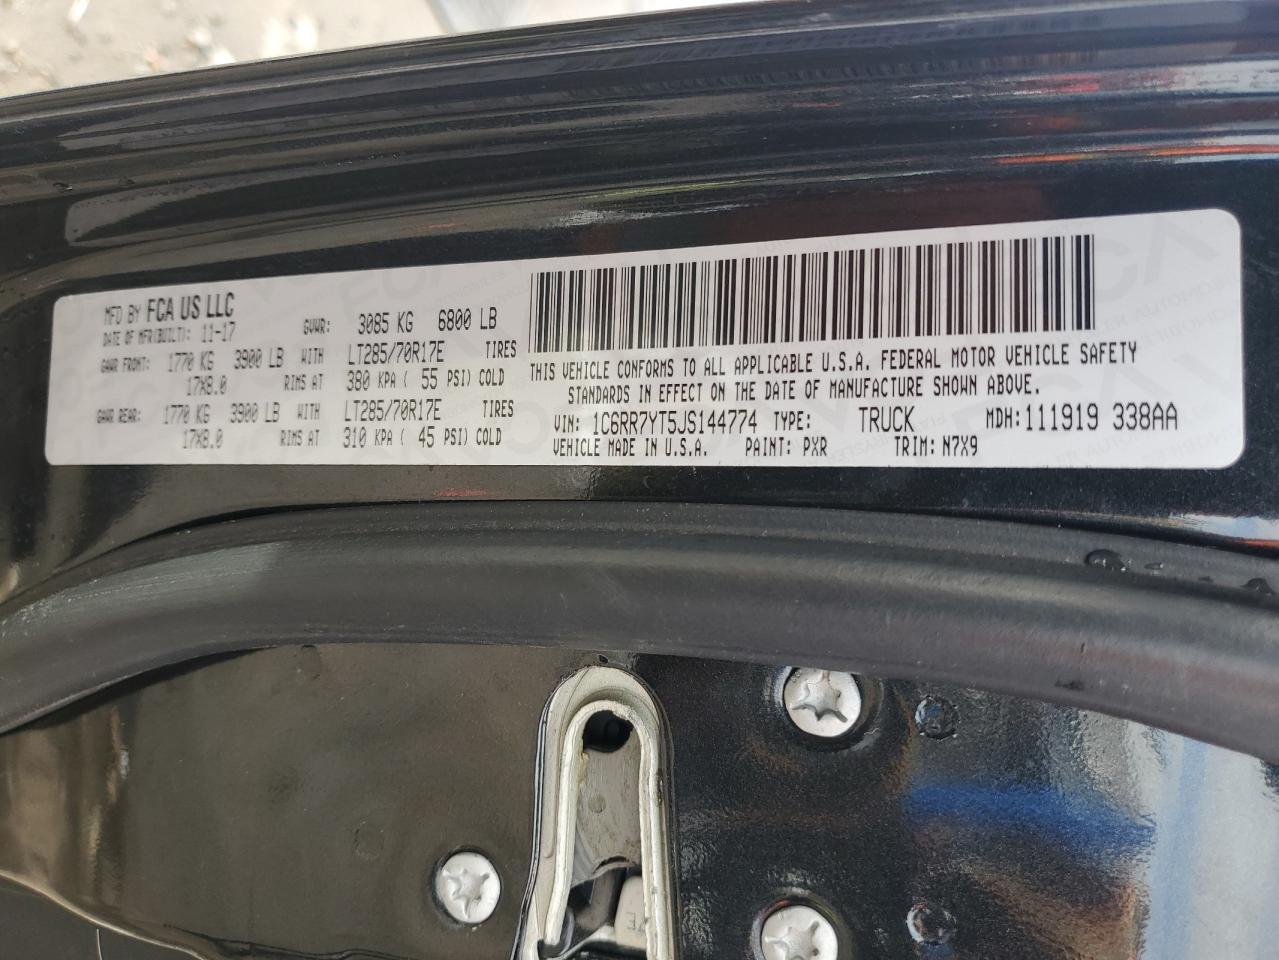 MFD BY FCA US LLC
DATE OF MFR(BUILT): 11-17 GVWR: 3085 KG 6800 LB
GAWR FRONT: 1770 KG 3900 LB WITH LT285/70R17E TIRES
17X8.0 RIMS AT 380 KPA ( 55 PSI) COLD
GAWR REAR: 1770 KG 3900 LB WITH LT285/70R17E TIRES
17X8.0 RIMS AT 310 KPA ( 45 PSI) COLD
THIS VEHICLE CONFORMS TO ALL APPLICABLE U.S.A. FEDERAL MOTOR VEHICLE SAFETY
STANDARDS IN EFFECT ON THE DATE OF MANUFACTURE SHOWN ABOVE.
VIN: 1C6RR7YT5JS144774 TYPE: TRUCK MDH: 111919 338AA
VEHICLE MADE IN U.S.A. PAINT: PXR TRIM: N7X9